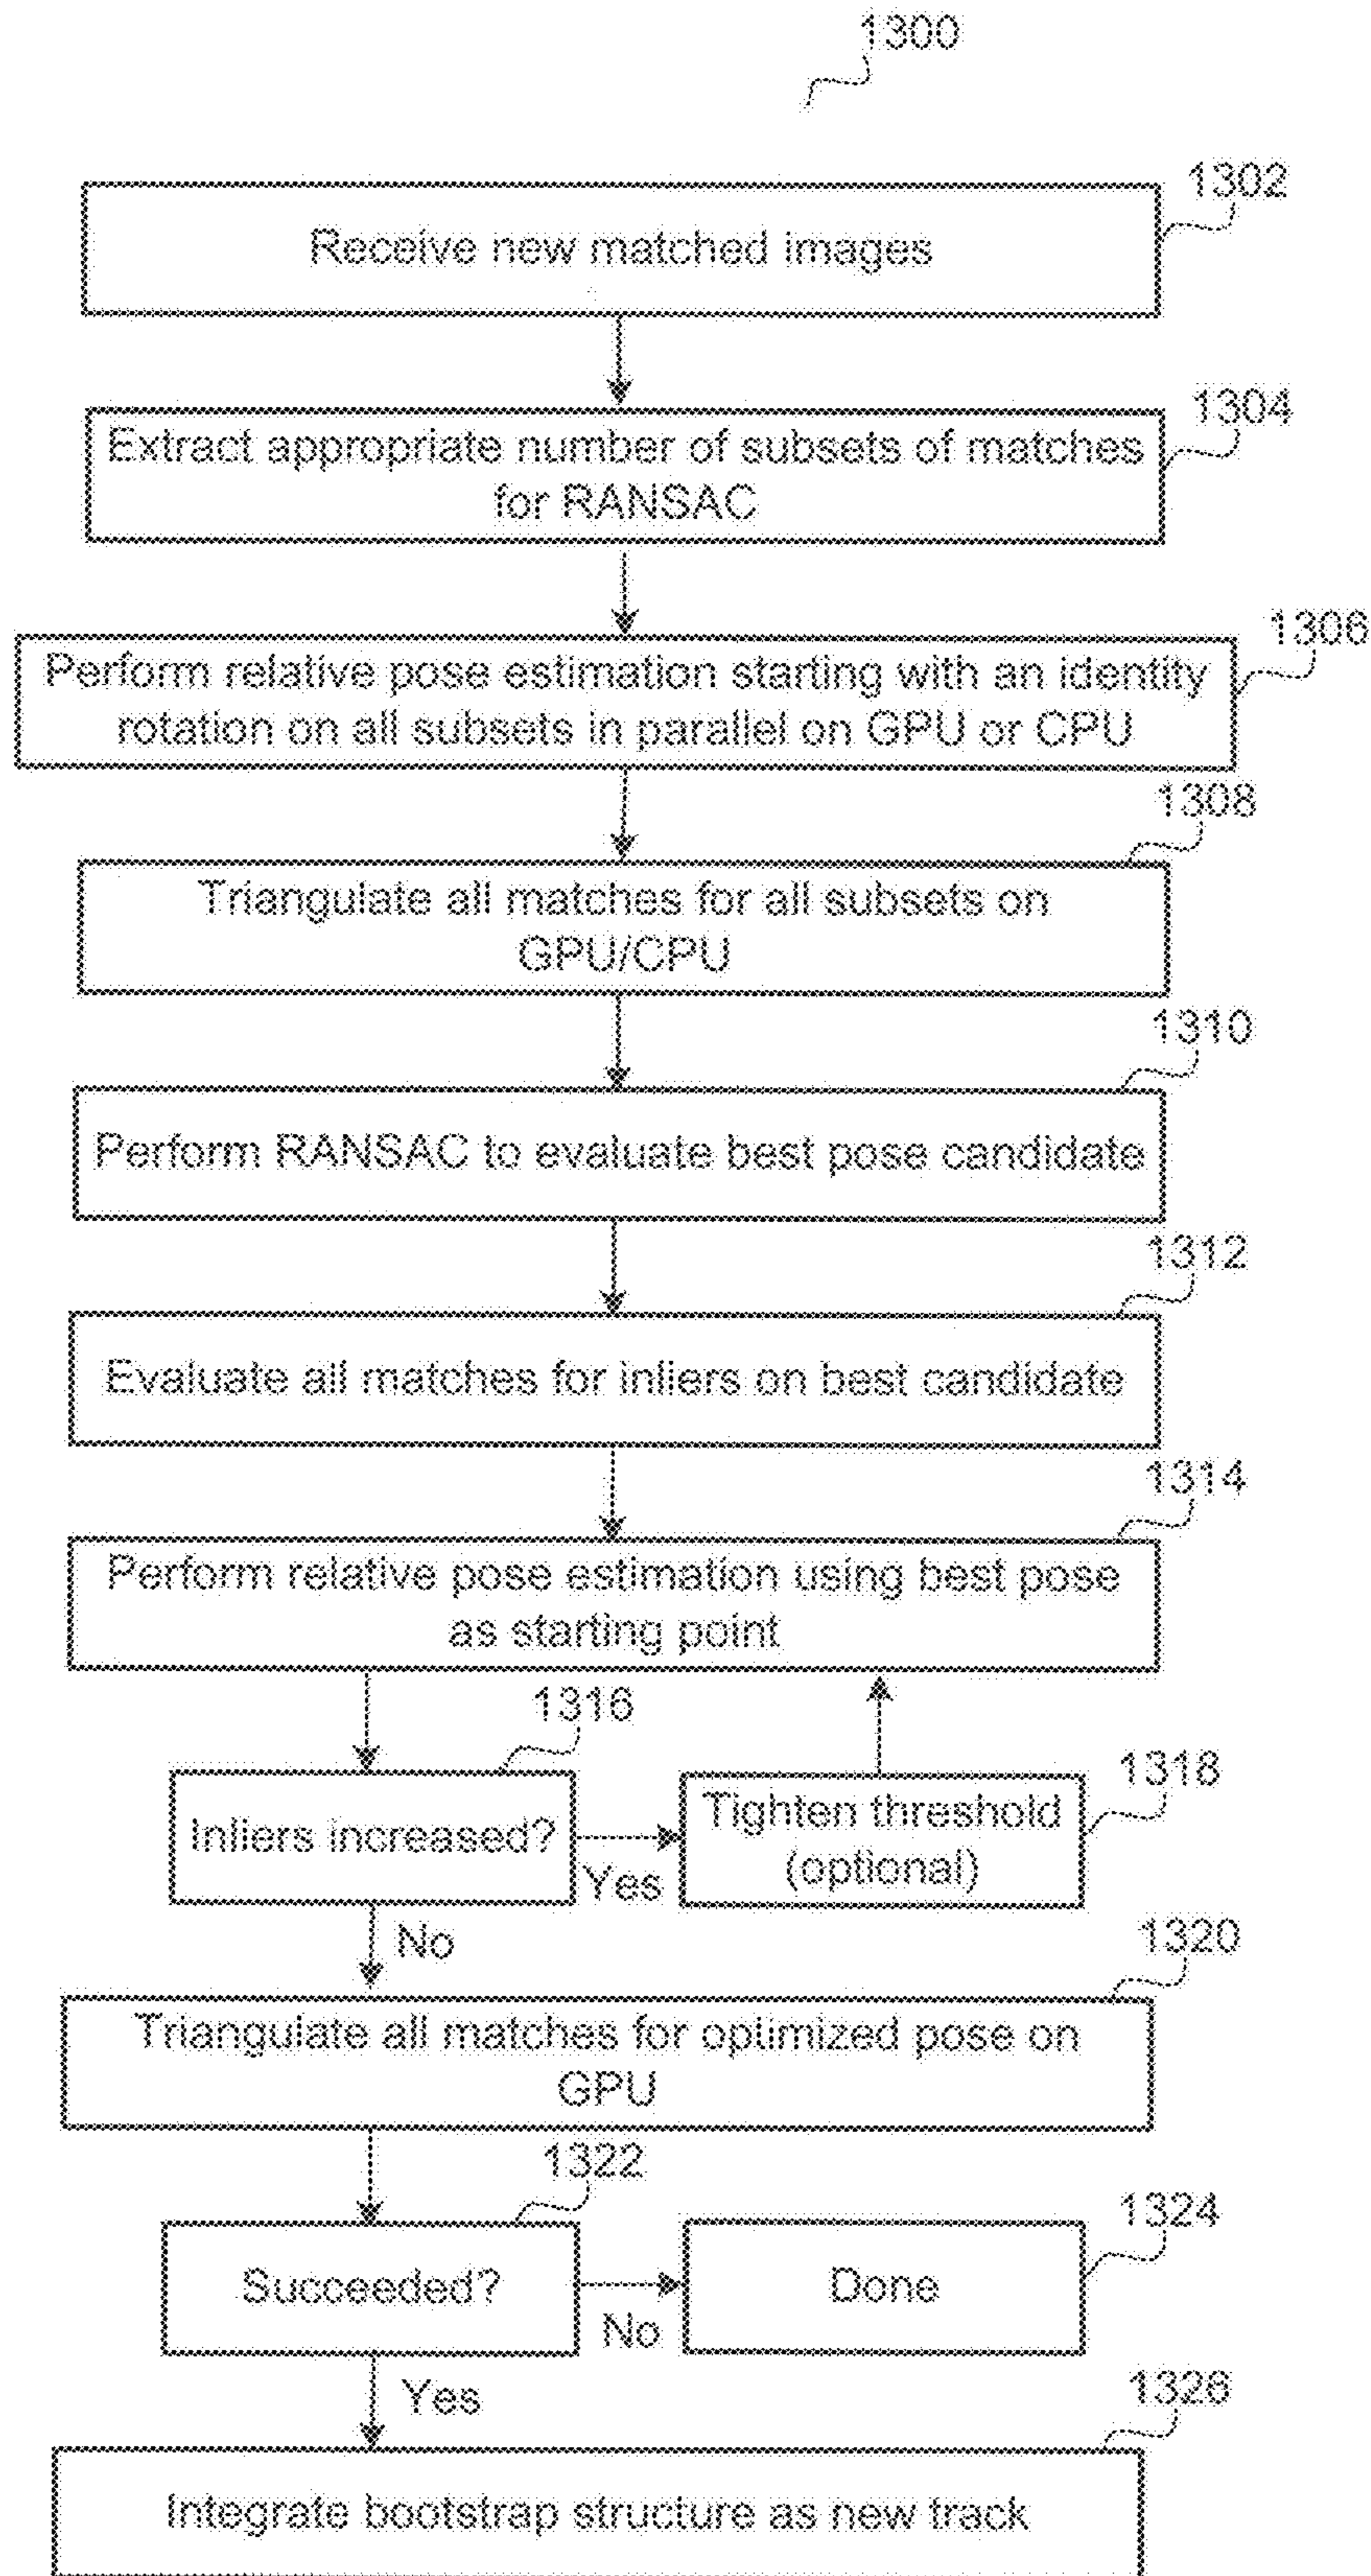 1300
1302
Receive new matched images
1304
Extract appropriate number of subsets of matches
for RANSAC
1306
Perform relative pose estimation starting with an identity
rotation on all subsets in parallel on GPU or CPU
1308
Triangulate all matches for all subsets on
GPU/CPU
1310
Perform RANSAC to evaluate best pose candidate
1312
Evaluate all matches for inliers on best candidate
1314
Perform relative pose estimation using best pose
as starting point
1316
Inliers increased?
Yes
1318
Tighten threshold
(optional)
No
1320
Triangulate all matches for optimized pose on
GPU
1322
Succeeded?
No
1324
Done
Yes
1326
Integrate bootstrap structure as new track